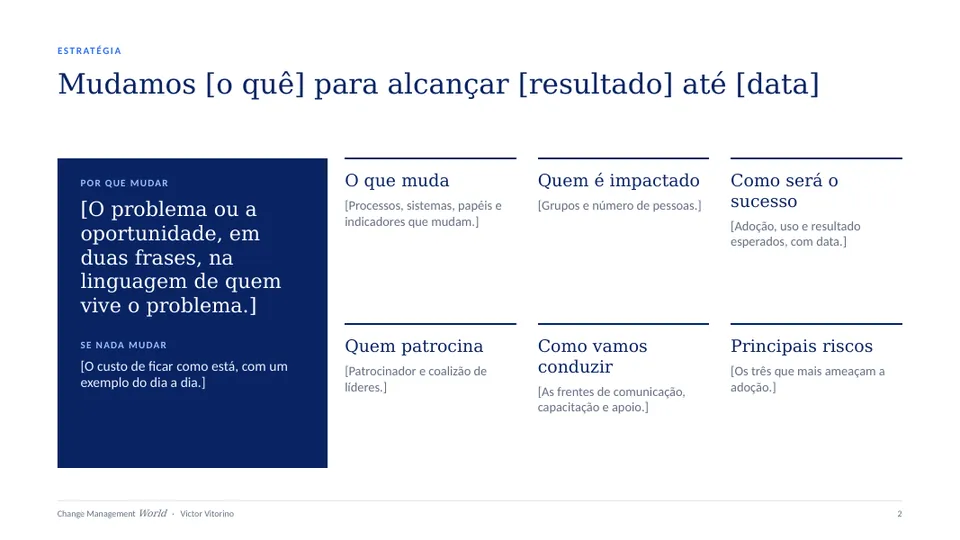 ESTRATÉGIA
Mudamos [o quê] para alcançar [resultado] até [data]
POR QUE MUDAR
[O problema ou a
oportunidade, em
duas frases, na
linguagem de quem
vive o problema.]
SE NADA MUDAR
[O custo de ficar como está, com um
exemplo do dia a dia.]
O que muda
[Processos, sistemas, papéis e
indicadores que mudam.]
Quem é impactado
[Grupos e número de pessoas.]
Como será o
sucesso
[Adoção, uso e resultado
esperados, com data.]
Quem patrocina
[Patrocinador e coalizão de
líderes.]
Como vamos
conduzir
[As frentes de comunicação,
capacitação e apoio.]
Principais riscos
[Os três que mais ameaçam a
adoção.]
Change Management World · Victor Vitorino
2